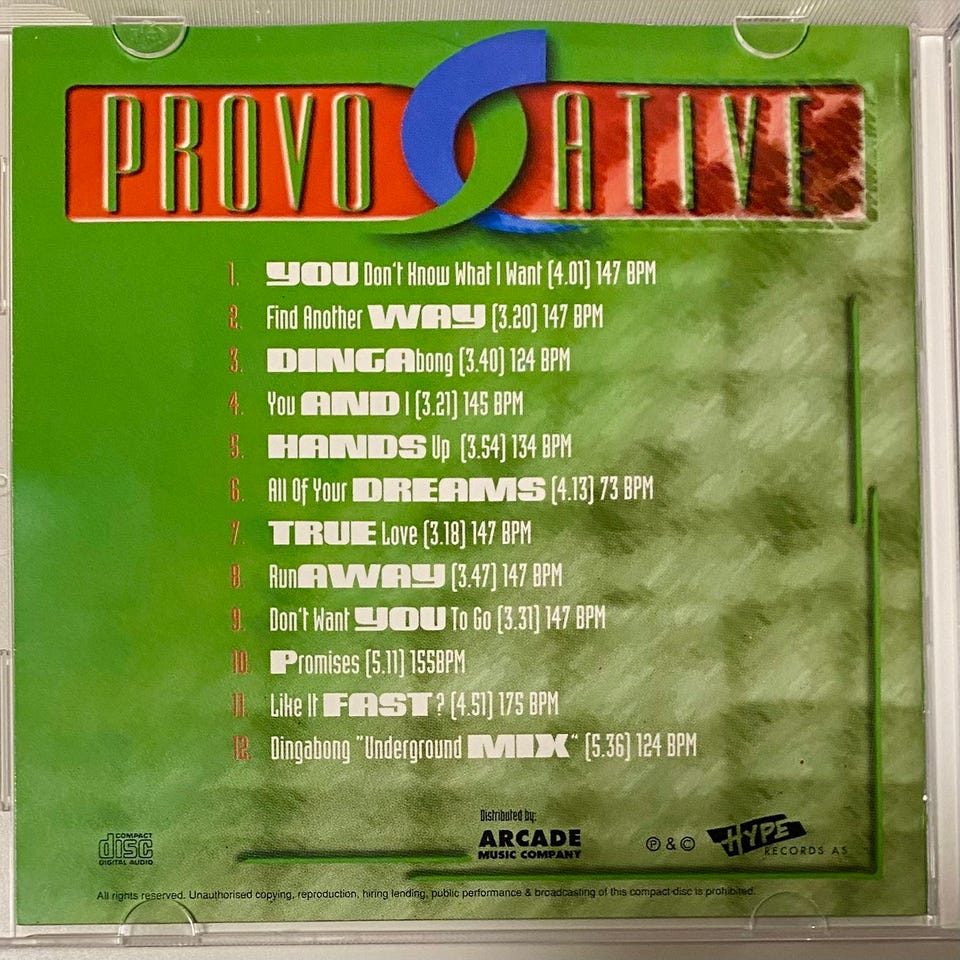 PROVOCATIVE
1. YOU Don't Know What I Want (4.01) 147 BPM
2. Find Another WAY (3.20) 147 BPM
3. DINGAbong (3.40) 124 BPM
4. You AND I (3.21) 145 BPM
5. HANDS Up (3.54) 134 BPM
6. All Of Your DREAMS (4.13) 73 BPM
7. TRUE Love (3.18) 147 BPM
8. RunAWAY (3.47) 147 BPM
9. Don't Want YOU To Go (3.31) 147 BPM
10. Promises (5.11) 155BPM
11. Like It FAST? (4.51) 175 BPM
12. Dingabong "Underground MIX" (5.36) 124 BPM
COMPACT
disc
DIGITAL AUDIO
Distributed by:
ARCADE
MUSIC COMPANY
℗ & © HYPE
RECORDS AS
All rights reserved. Unauthorised copying, reproduction, hiring lending, public performance & broadcasting of this compact-disc is prohibited.